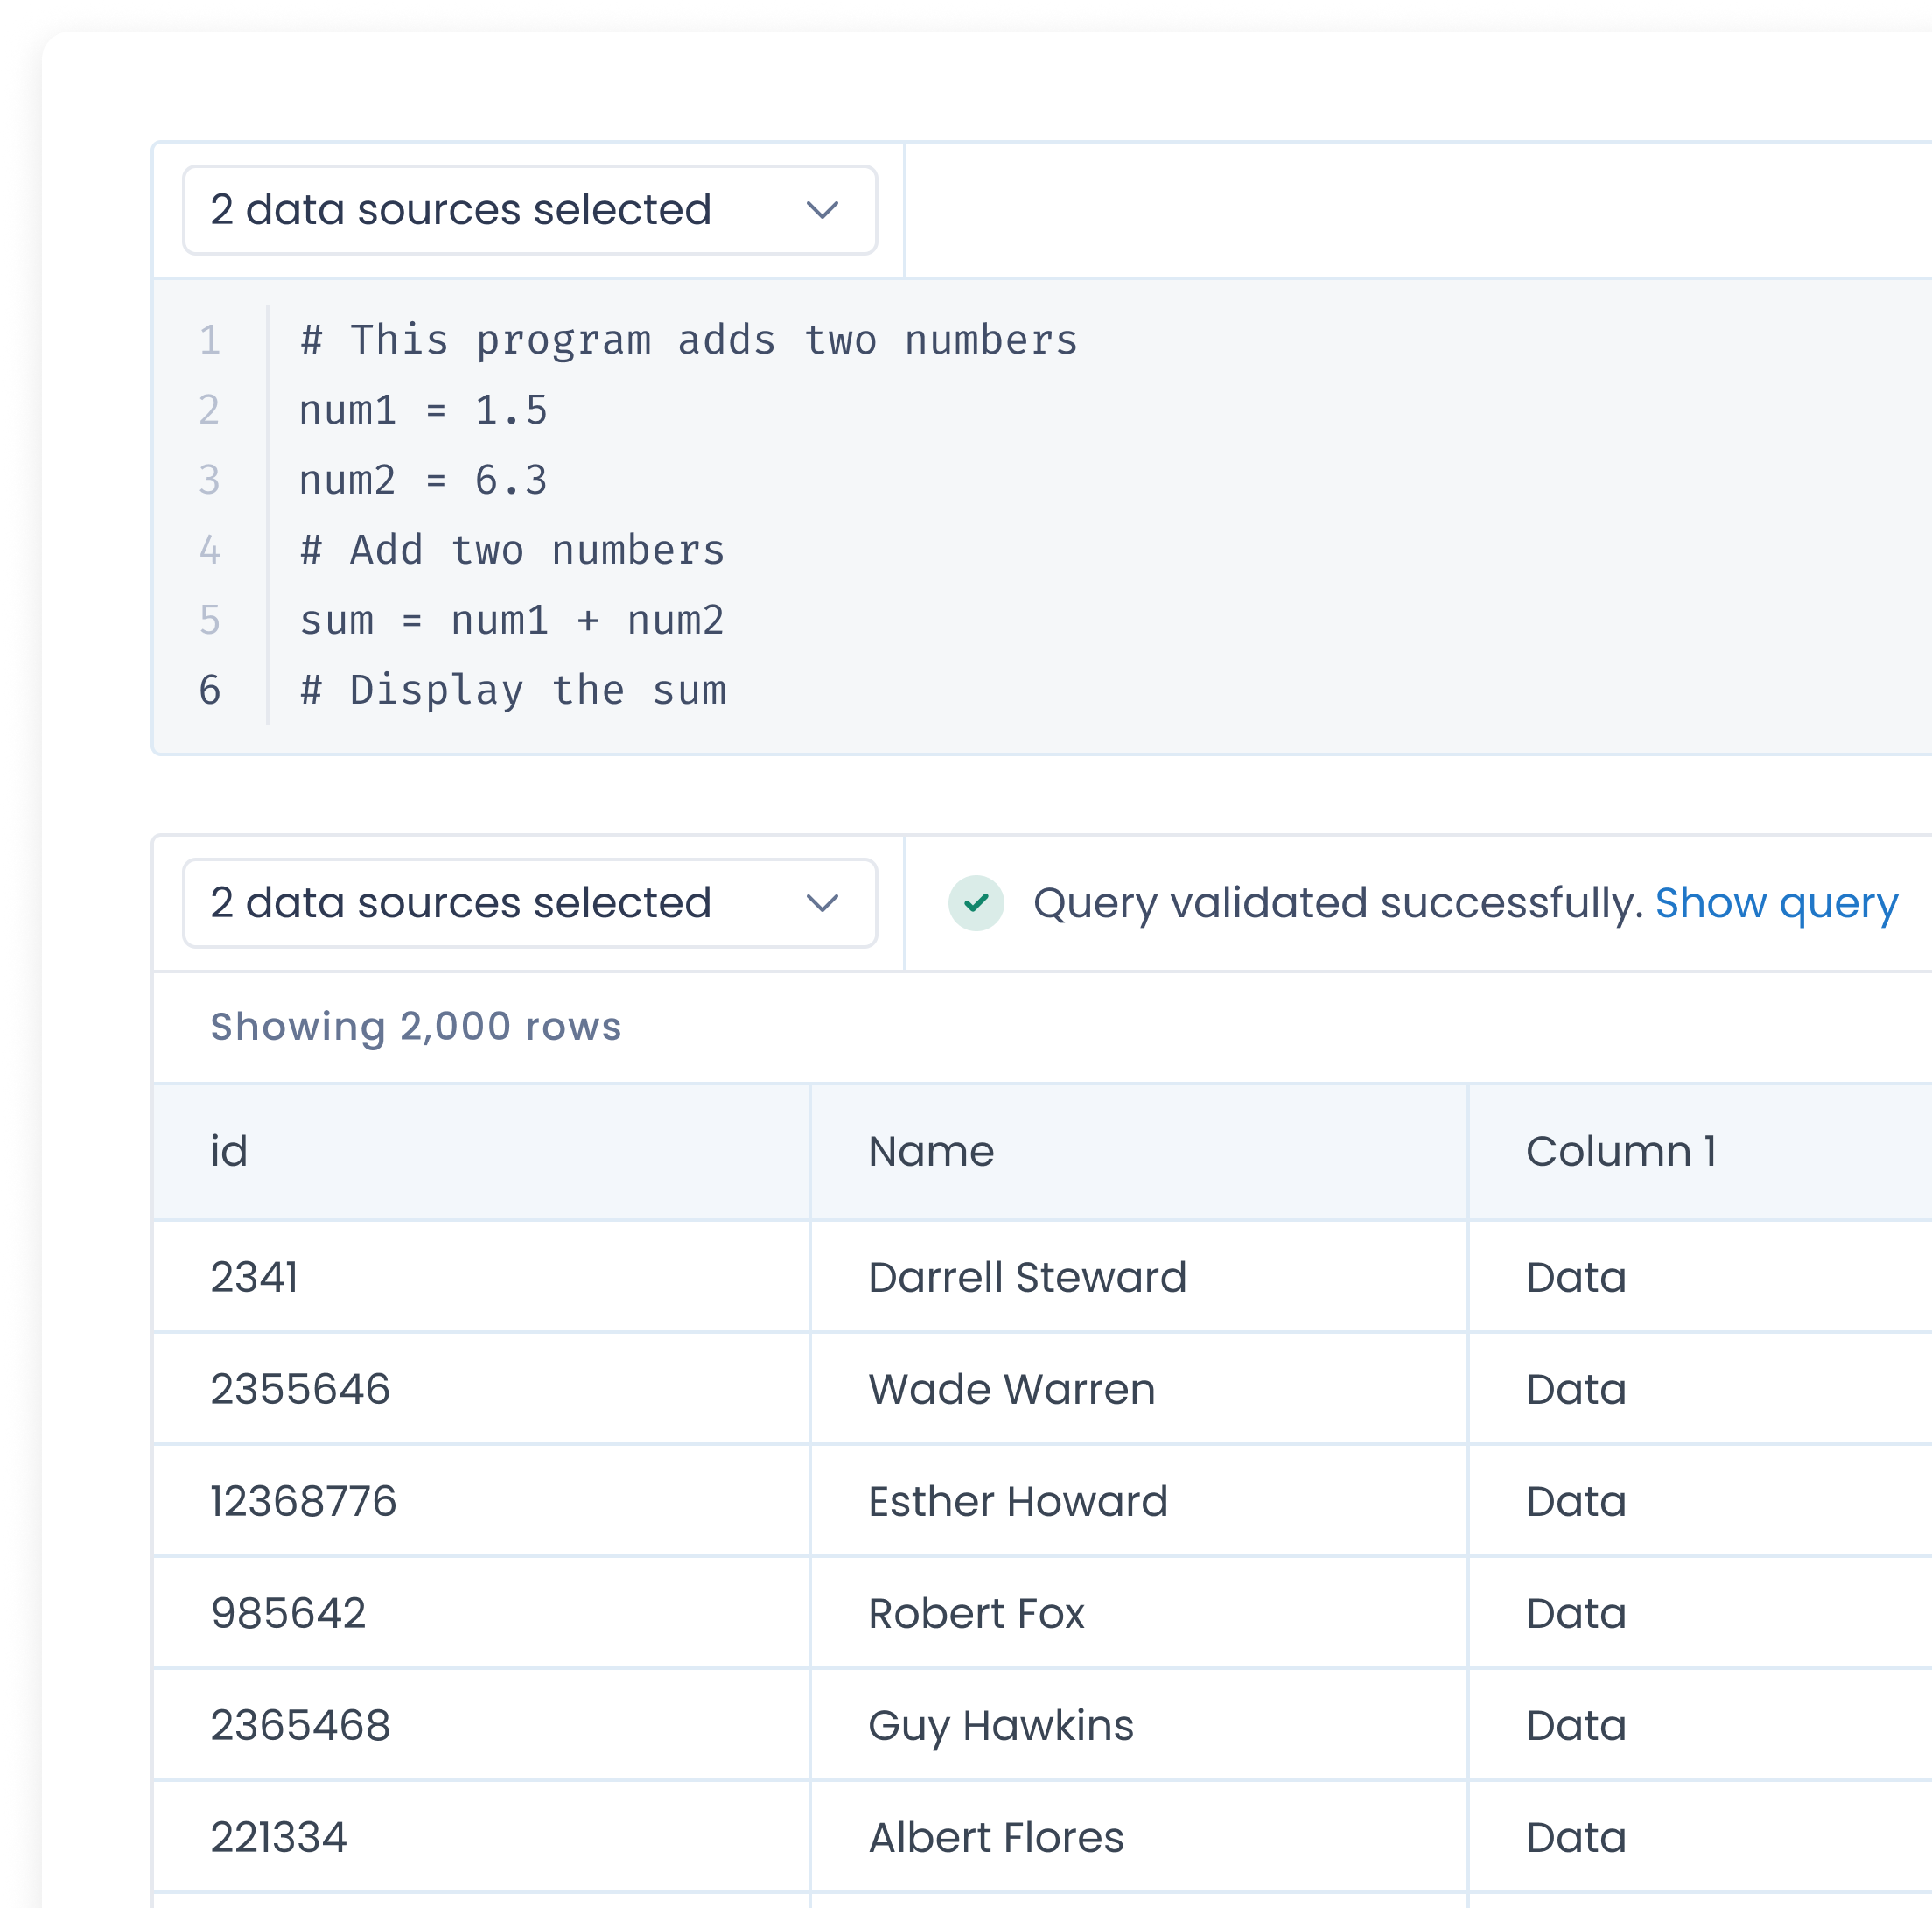 2 data sources selected
1 # This program adds two numbers
2 num1 = 1.5
3 num2 = 6.3
4 # Add two numbers
5 sum = num1 + num2
6 # Display the sum
2 data sources selected Query validated successfully. Show query
Showing 2,000 rows
id Name Column 1
2341 Darrell Steward Data
2355646 Wade Warren Data
12368776 Esther Howard Data
985642 Robert Fox Data
2365468 Guy Hawkins Data
221334 Albert Flores Data